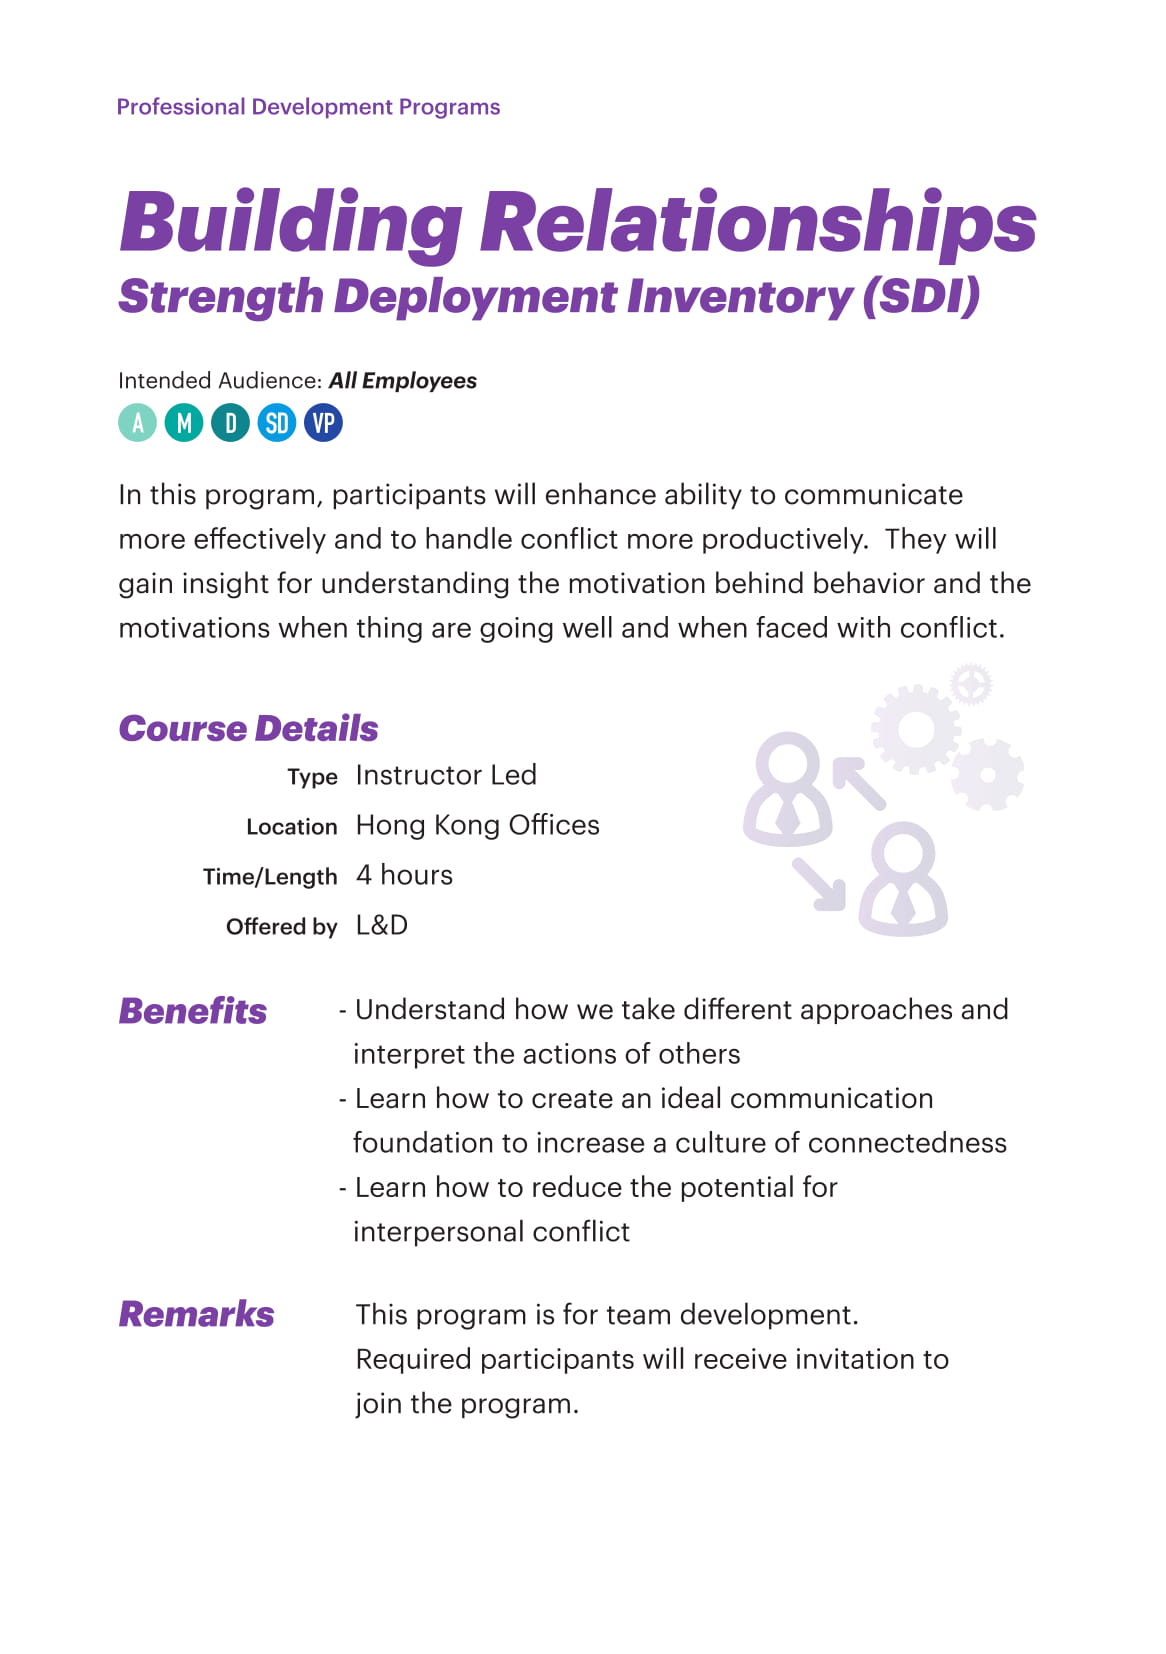 Professional Development Programs
Building Relationships
Strength Deployment Inventory (SDI)
Intended Audience: All Employees
A M D SD VP
In this program, participants will enhance ability to communicate
more effectively and to handle conflict more productively.  They will
gain insight for understanding the motivation behind behavior and the
motivations when thing are going well and when faced with conflict.
Course Details
Type Instructor Led
Location Hong Kong Offices
Time/Length 4 hours
Offered by L&D
Benefits - Understand how we take different approaches and
interpret the actions of others
- Learn how to create an ideal communication
foundation to increase a culture of connectedness
- Learn how to reduce the potential for
interpersonal conflict
Remarks This program is for team development.
Required participants will receive invitation to
join the program.